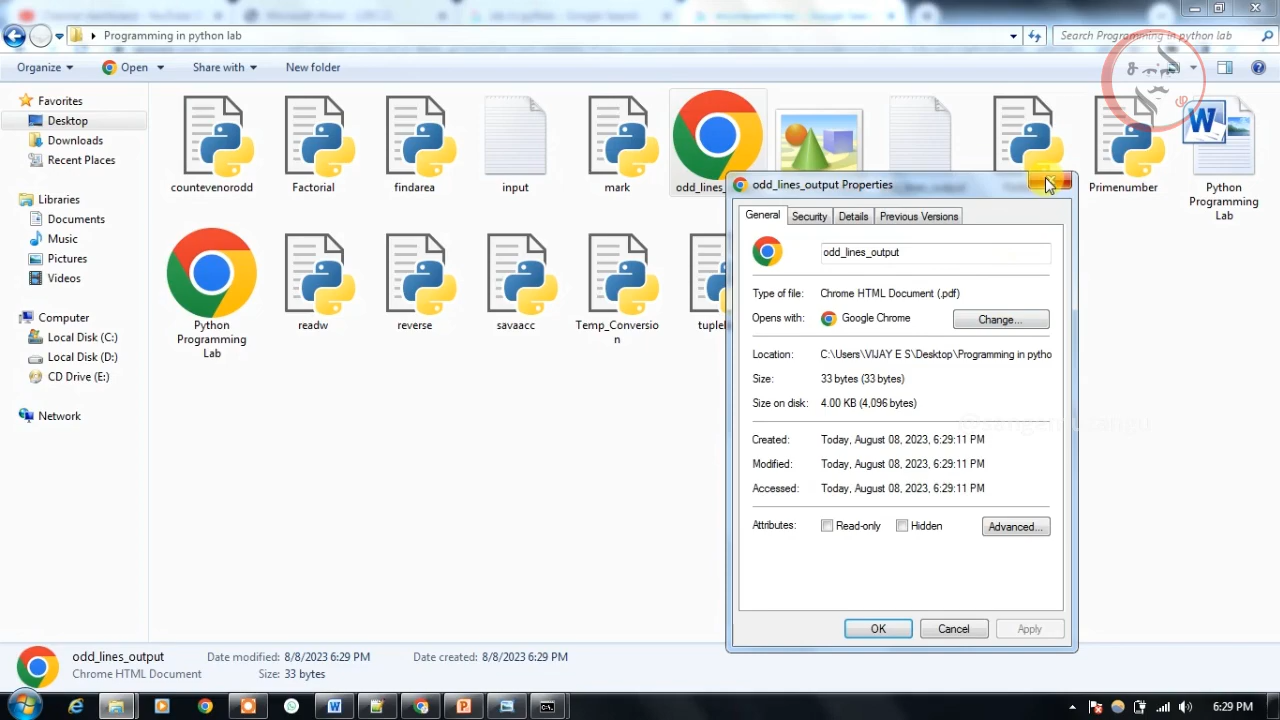 Programming in python lab
Search Programming in python lab
Organize
Open
Share with
New folder
Favorites
Desktop
Downloads
Recent Places
Libraries
Documents
Music
Pictures
Videos
Computer
Local Disk (C:)
Local Disk (D:)
CD Drive (E:)
Network
countevenorodd
Factorial
findarea
input
mark
odd_lines_
Primenumber
Python
Programming
Lab
Python
Programming
Lab
readw
reverse
savaacc
Temp_Conversio
n
odd_lines_output Properties
General
Security
Details
Previous Versions
odd_lines_output
Type of file:
Chrome HTML Document (.pdf)
Opens with:
Google Chrome
Change...
Location:
C:\Users\VIJAY E S\Desktop\Programming in pytho
Size:
33 bytes (33 bytes)
Size on disk:
4.00 KB (4,096 bytes)
Created:
Today, August 08, 2023, 6:29:11 PM
Modified:
Today, August 08, 2023, 6:29:11 PM
Accessed:
Today, August 08, 2023, 6:29:11 PM
Attributes:
Read-only
Hidden
Advanced...
OK
Cancel
Apply
odd_lines_output
Date modified: 8/8/2023 6:29 PM
Date created: 8/8/2023 6:29 PM
Chrome HTML Document
Size: 33 bytes
6:29 PM